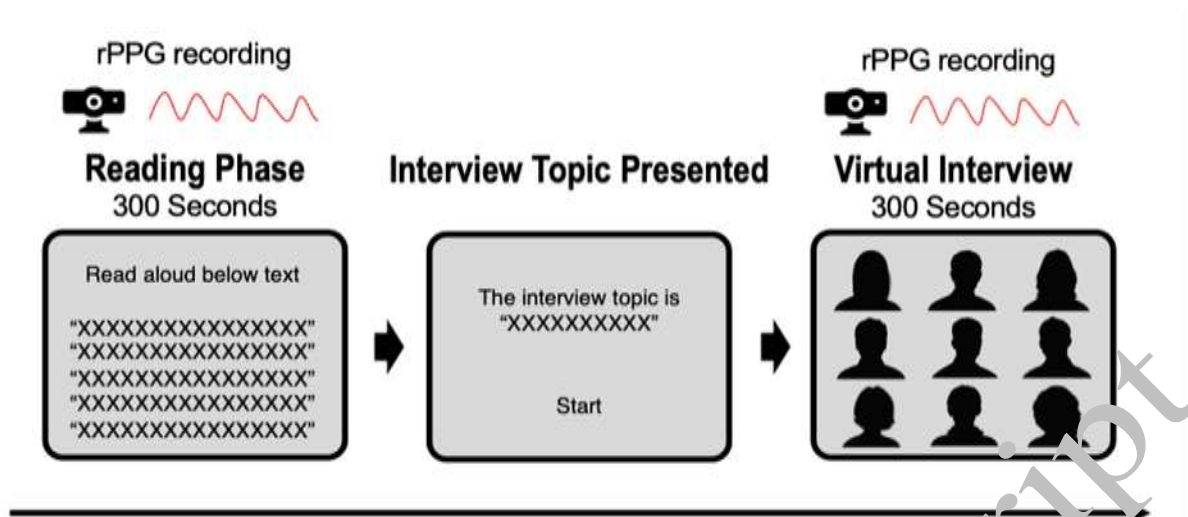 rPPG recording
Reading Phase
300 Seconds
Read aloud below text
“XXXXXXXXXXXXXXXX”
“XXXXXXXXXXXXXXXX”
“XXXXXXXXXXXXXXXX”
“XXXXXXXXXXXXXXXX”
“XXXXXXXXXXXXXXXX”
Interview Topic Presented
The interview topic is
“XXXXXXXXXX”
Start
rPPG recording
Virtual Interview
300 Seconds